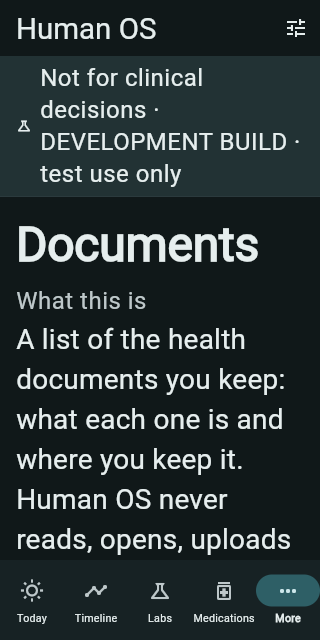 Human OS
Not for clinical
decisions ·
DEVELOPMENT BUILD ·
test use only
Documents
What this is
A list of the health
documents you keep:
what each one is and
where you keep it.
Human OS never
reads, opens, uploads
Today
Timeline
Labs
Medications
More